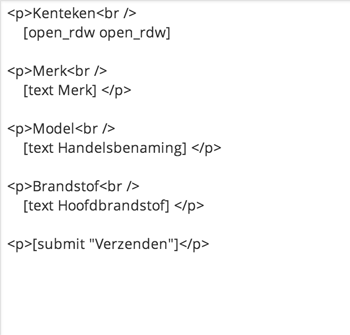 <p>Kenteken<br />
[open_rdw open_rdw]
<p>Merk<br />
[text Merk] </p>
<p>Model<br />
[text Handelsbenaming] </p>
<p>Brandstof<br />
[text Hoofdbrandstof] </p>
<p>[submit "Verzenden"]</p>